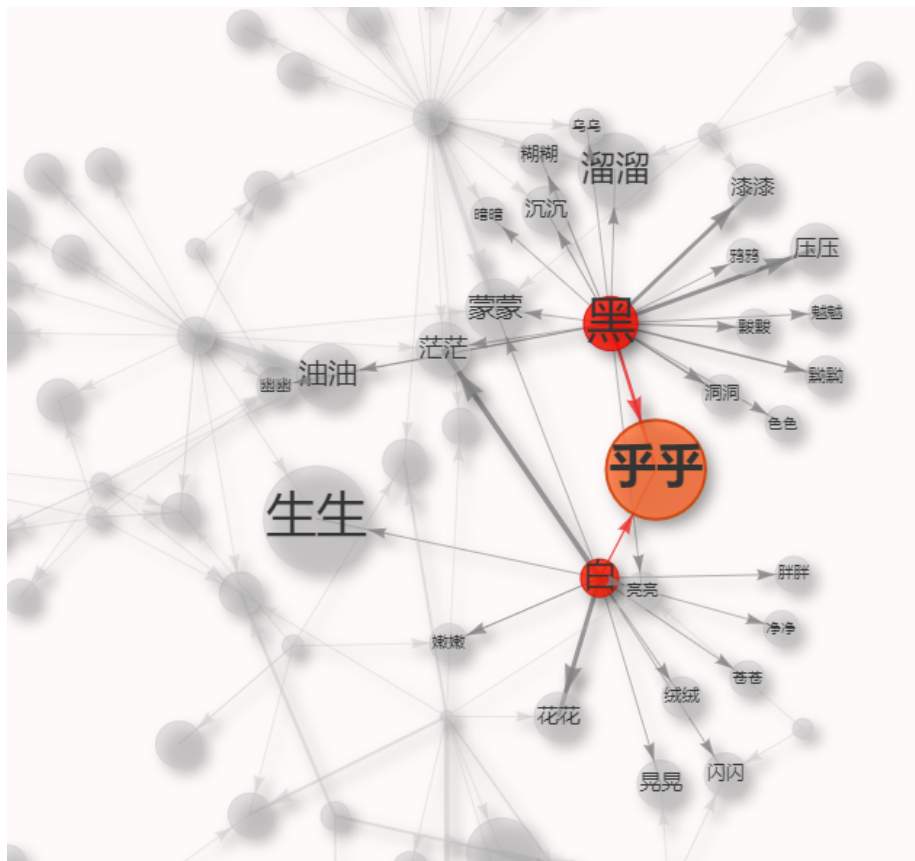 乌乌
糊糊
溜溜
漆漆
暗暗
沉沉
鸦鸦
压压
蒙蒙
黑
魆魆
黢黢
茫茫
幽幽
油油
黝黝
洞洞
色色
乎乎
生生
白
亮亮
胖胖
净净
嫩嫩
苍苍
绒绒
花花
晃晃
闪闪